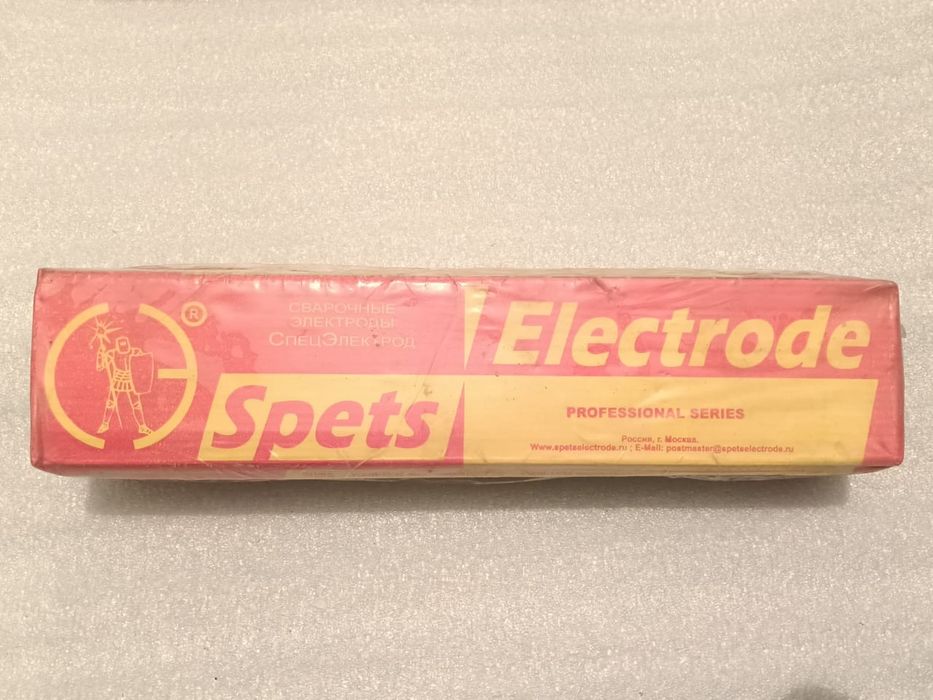 ®
СВАРОЧНЫЕ
ЭЛЕКТРОДЫ
СПЕЦЭЛЕКТРОД
Spets
Electrode
PROFESSIONAL SERIES
Россия, г. Москва.
Www.spetselectrode.ru ; E-Mail: postmaster@spetselectrode.ru